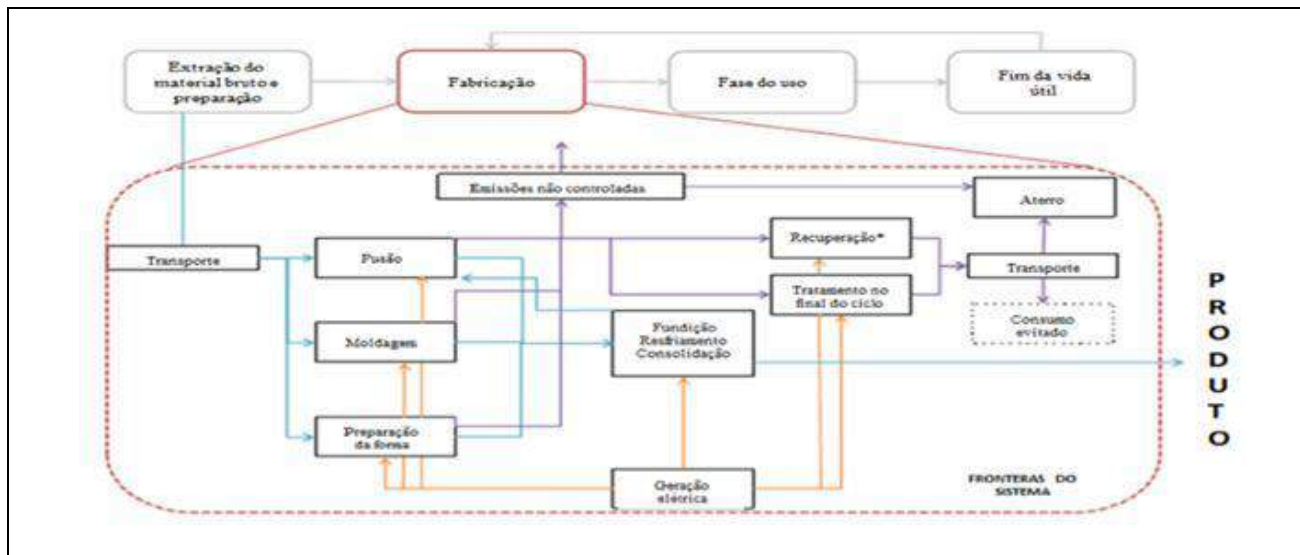 Extração do
material bruto e
preparação
Fabricação
Fase do uso
Fim da vida
útil
Emissões não controladas
Aterro
Transporte
Fusão
Recuperação*
Transporte
Tratamento no
final do ciclo
Moldagem
Fundição
Resfriamento
Consolidação
Consumo
evitado
Preparação
da forma
Geração
elétrica
FRONTERAS DO
SISTEMA
P
R
O
D
U
T
O